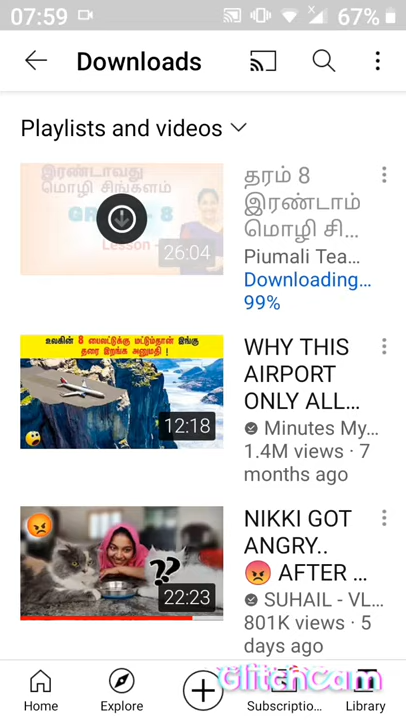 07:59
67%
Downloads
Playlists and videos
இரண்டாவது
மொழி சிங்களம்
GRADE - 8
Lesson -
26:04
தரம் 8
இரண்டாம்
மொழி சி...
Piumali Tea...
Downloading...
99%
உலகின் 8 பைலட்டுக்கு மட்டும்தான் இங்கு
தரை இறங்க அனுமதி !
12:18
WHY THIS
AIRPORT
ONLY ALL...
Minutes My...
1.4M views · 7
months ago
??
22:23
NIKKI GOT
ANGRY..
😡 AFTER ...
SUHAIL - VL...
801K views · 5
days ago
GlitchCam
Home
Explore
Subscriptio...
Library